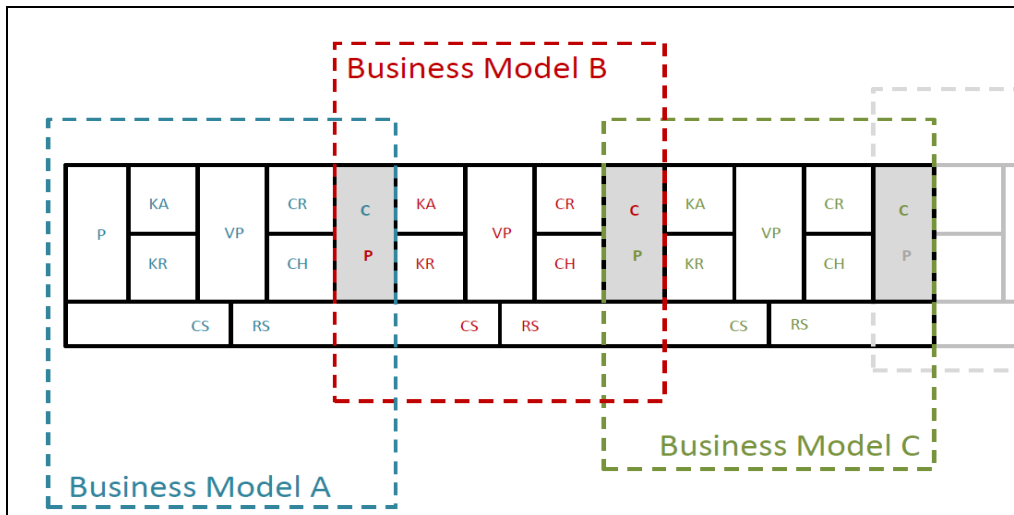 Business Model B
KA CR C KA CR C KA CR C
P VP VP VP
KR CH P KR CH P KR CH P
CS RS CS RS CS RS
Business Model C
Business Model A